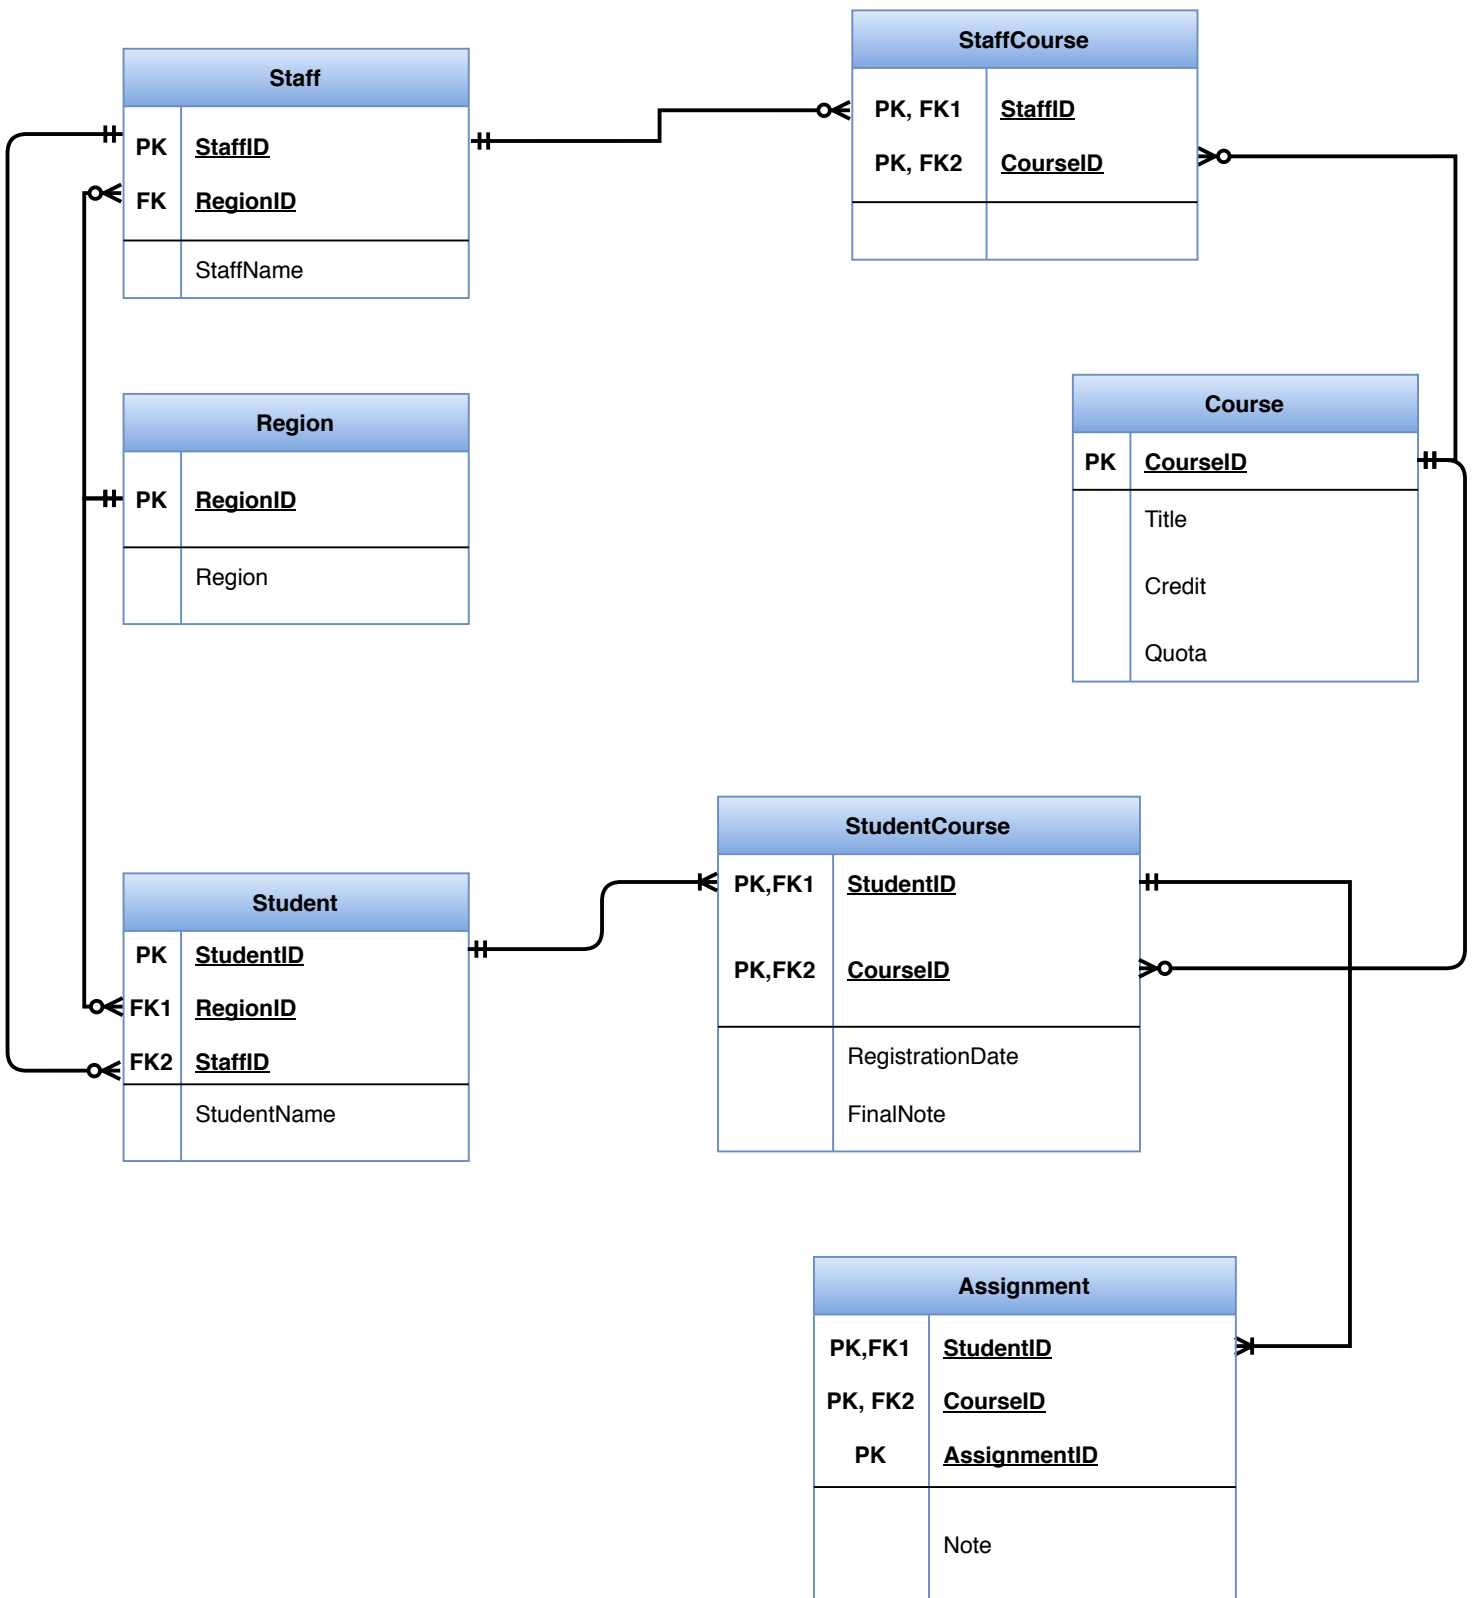 Staff
PK StaffID
FK RegionID
StaffName
StaffCourse
PK, FK1 StaffID
PK, FK2 CourseID
Region
PK RegionID
Region
Course
PK CourseID
Title
Credit
Quota
Student
PK StudentID
FK1 RegionID
FK2 StaffID
StudentName
StudentCourse
PK,FK1 StudentID
PK,FK2 CourseID
RegistrationDate
FinalNote
Assignment
PK,FK1 StudentID
PK, FK2 CourseID
PK AssignmentID
Note